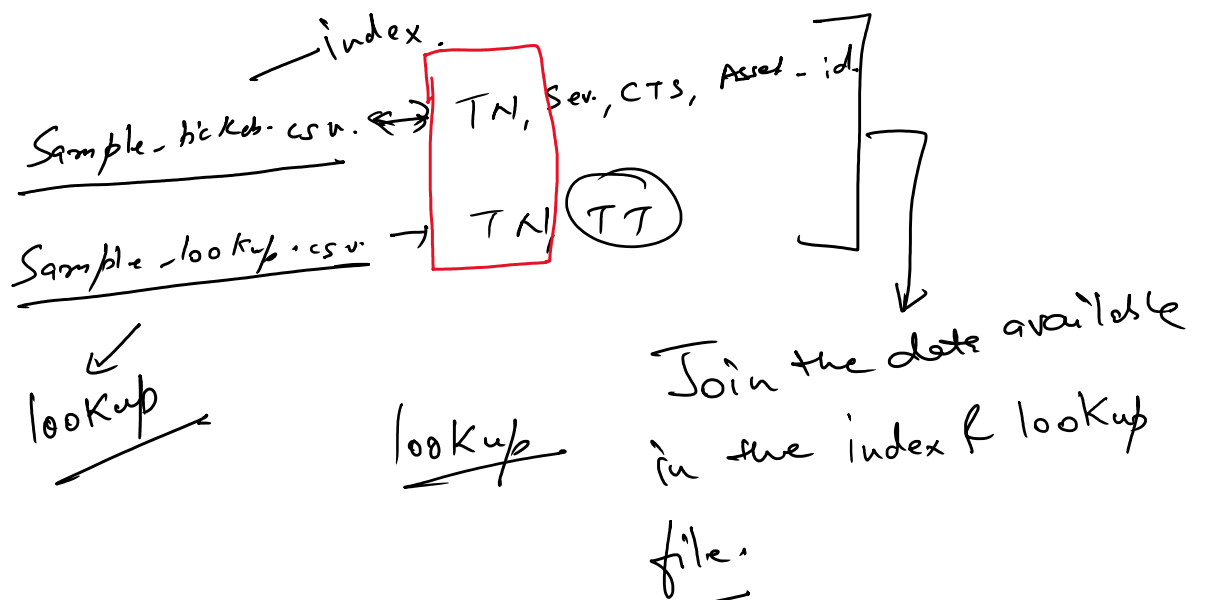 index.
Sample_tickets.csv. TN, Sev., CTS, Asset_id.
Sample_lookup.csv. TN, TT
lookup
lookup
Join the data available
in the index & lookup
file.